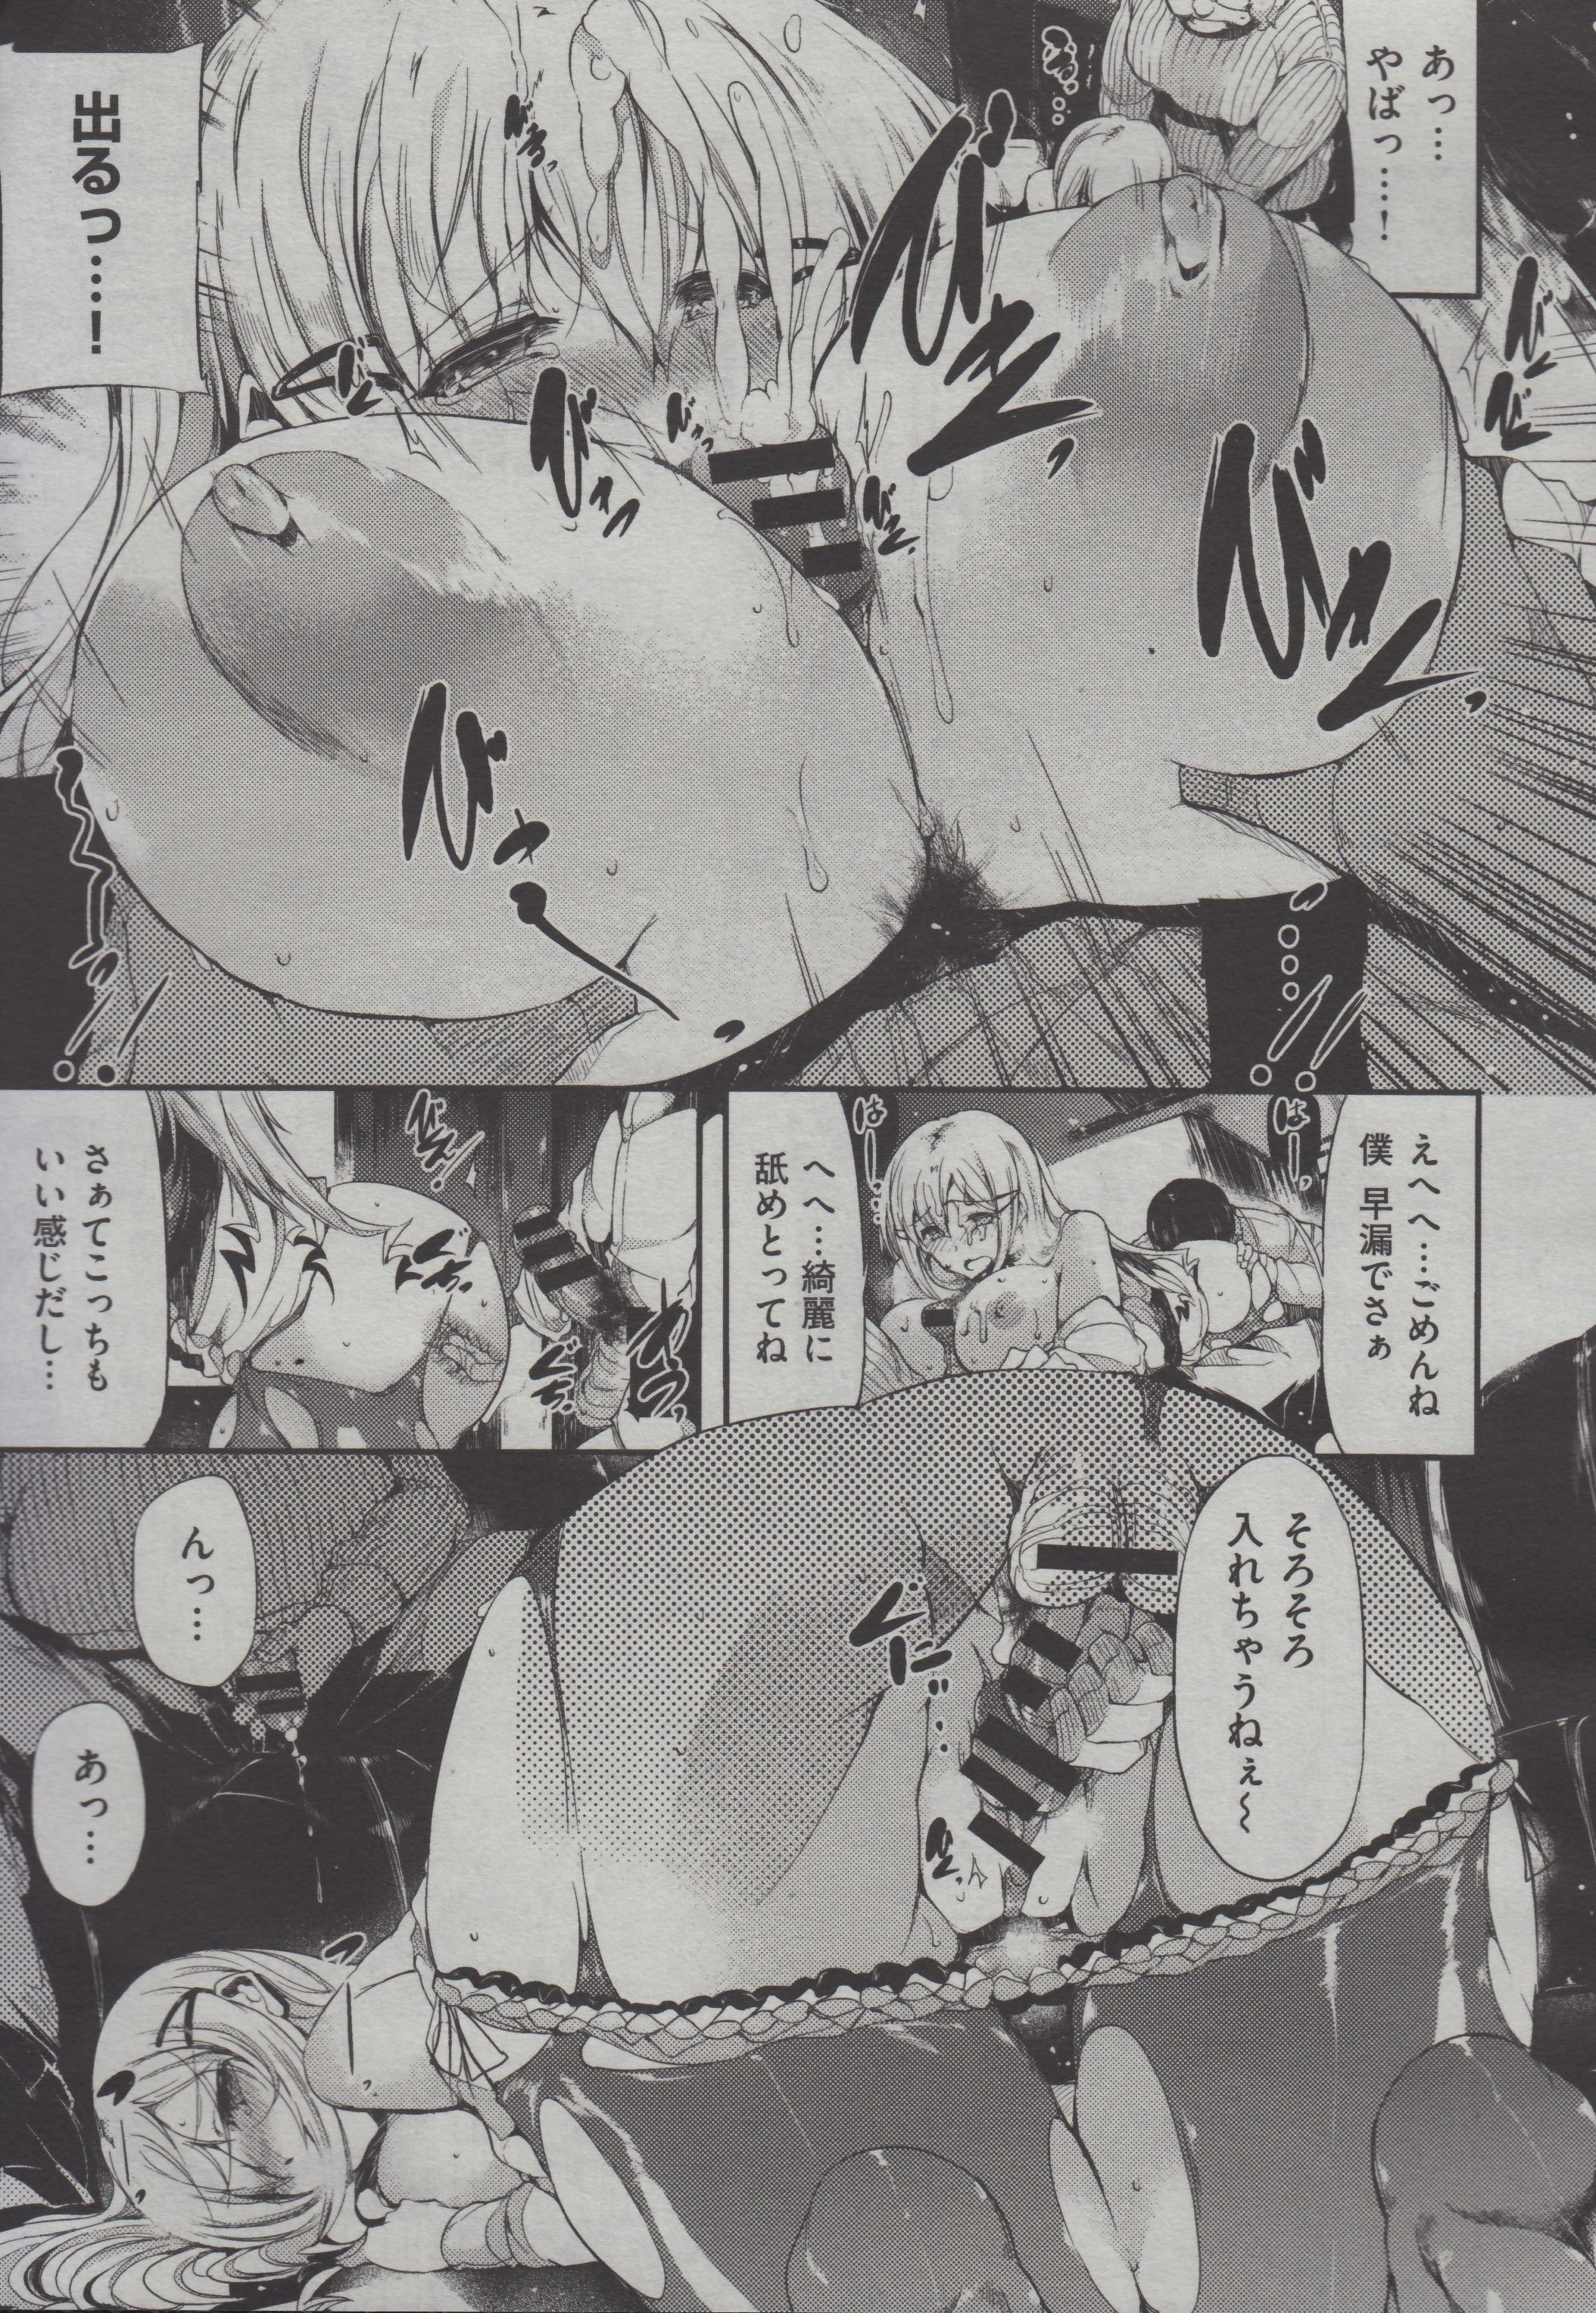 あっ…
やばっ…！
出るっ…！
えへへ…ごめんね
僕 早漏でさぁ
へへ…綺麗に
舐めとってね
さぁてこっちも
いい感じだし…
そろそろ
入れちゃうねぇ～
んっ…
あっ…